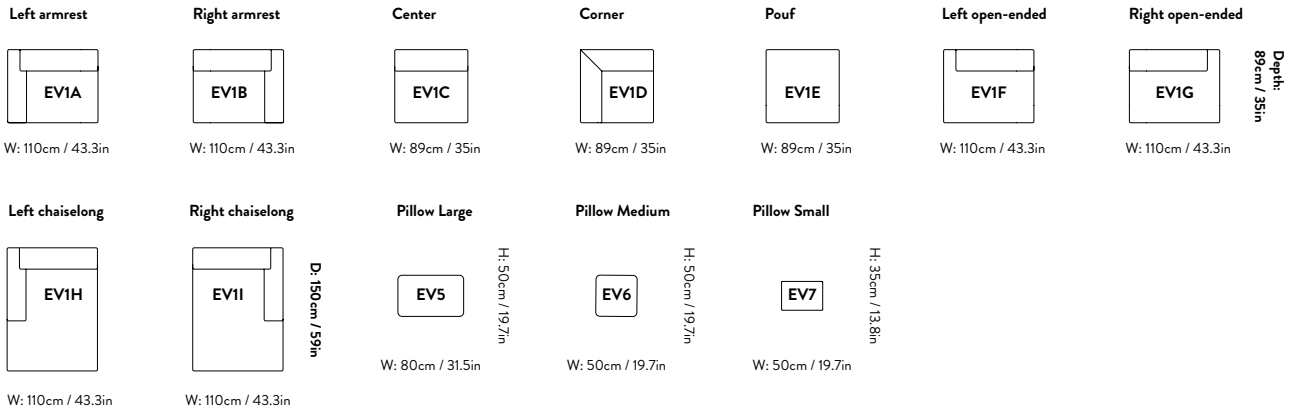 Left armrest
Right armrest
Center
Corner
Pouf
Left open-ended
Right open-ended
EV1A
EV1B
EV1C
EV1D
EV1E
EV1F
EV1G
Depth:
89cm / 35in
W: 110cm / 43.3in
W: 110cm / 43.3in
W: 89cm / 35in
W: 89cm / 35in
W: 89cm / 35in
W: 110cm / 43.3in
W: 110cm / 43.3in
Left chaiselong
Right chaiselong
Pillow Large
Pillow Medium
Pillow Small
EV1H
EV1I
D: 150cm / 59in
EV5
H: 50cm / 19.7in
EV6
H: 50cm / 19.7in
EV7
H: 35cm / 13.8in
W: 80cm / 31.5in
W: 50cm / 19.7in
W: 50cm / 19.7in
W: 110cm / 43.3in
W: 110cm / 43.3in